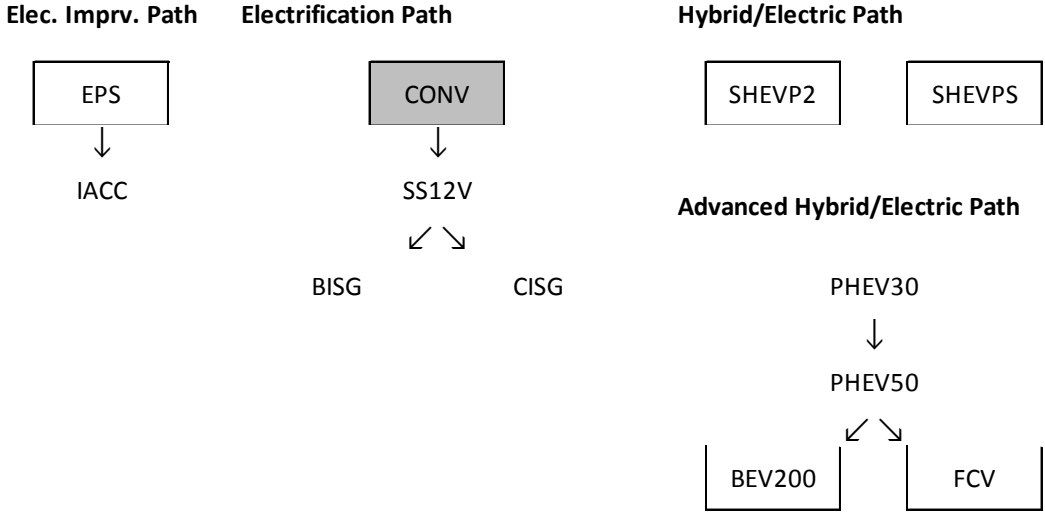 Elec. Imprv. Path
Electrification Path
Hybrid/Electric Path
EPS
CONV
SHEVP2
SHEVPS
IACC
SS12V
Advanced Hybrid/Electric Path
BISG
CISG
PHEV30
PHEV50
BEV200
FCV